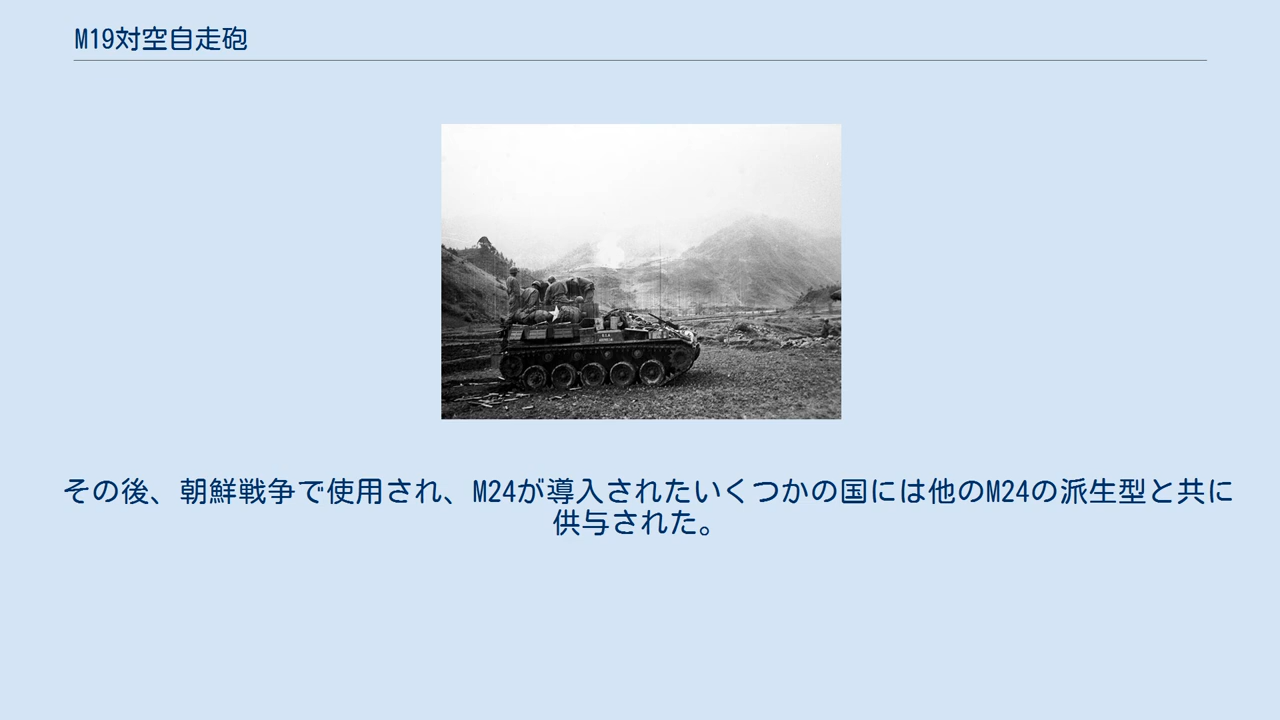 M19対空自走砲
その後、朝鮮戦争で使用され、M24が導入されたいくつかの国には他のM24の派生型と共に
供与された。